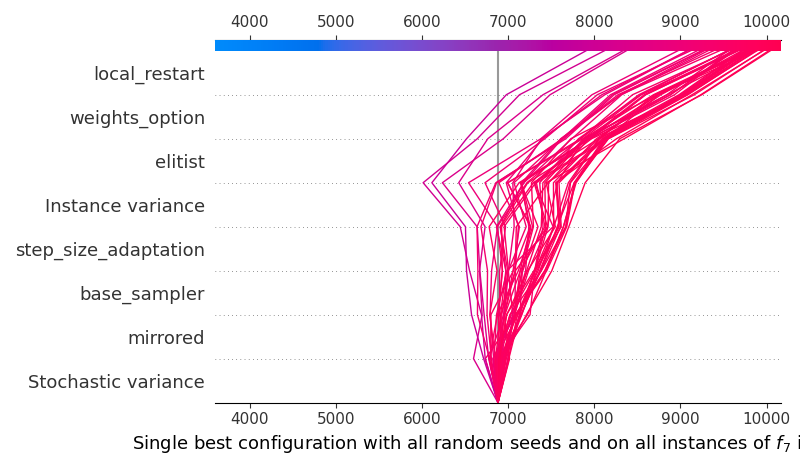 4000 5000 6000 7000 8000 9000 10000
local_restart
weights_option
elitist
Instance variance
step_size_adaptation
base_sampler
mirrored
Stochastic variance
4000 5000 6000 7000 8000 9000 10000
Single best configuration with all random seeds and on all instances of f₇ i